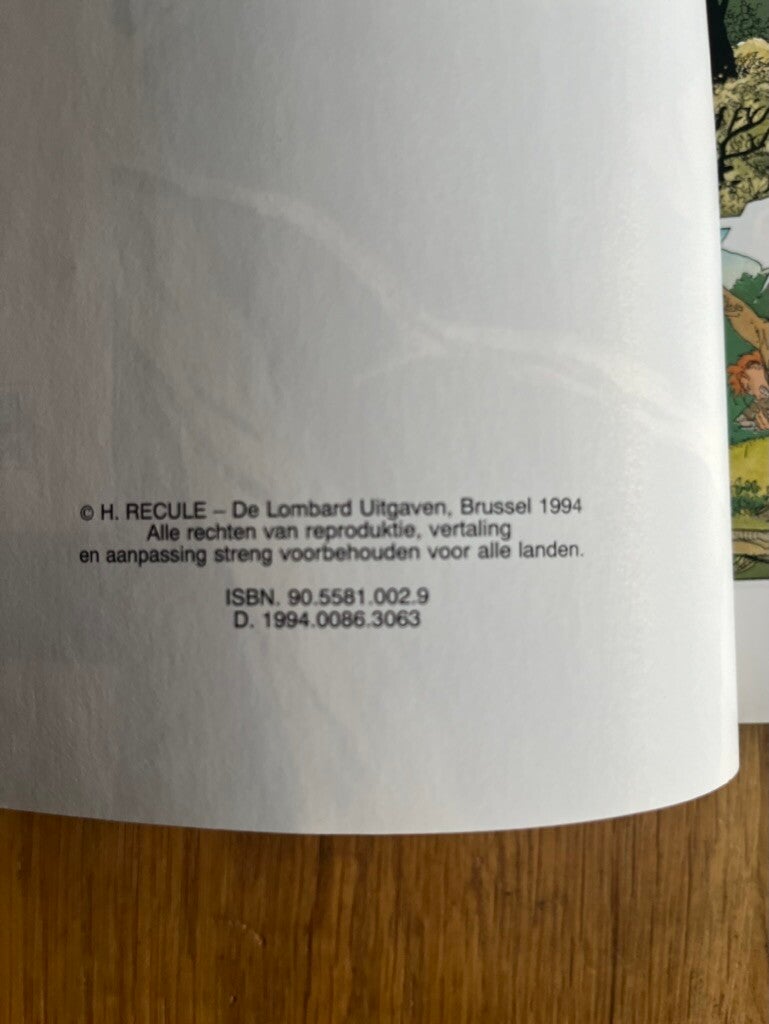 © H. RECULE – De Lombard Uitgaven, Brussel 1994
Alle rechten van reproduktie, vertaling
en aanpassing streng voorbehouden voor alle landen.
ISBN. 90.5581.002.9
D. 1994.0086.3063